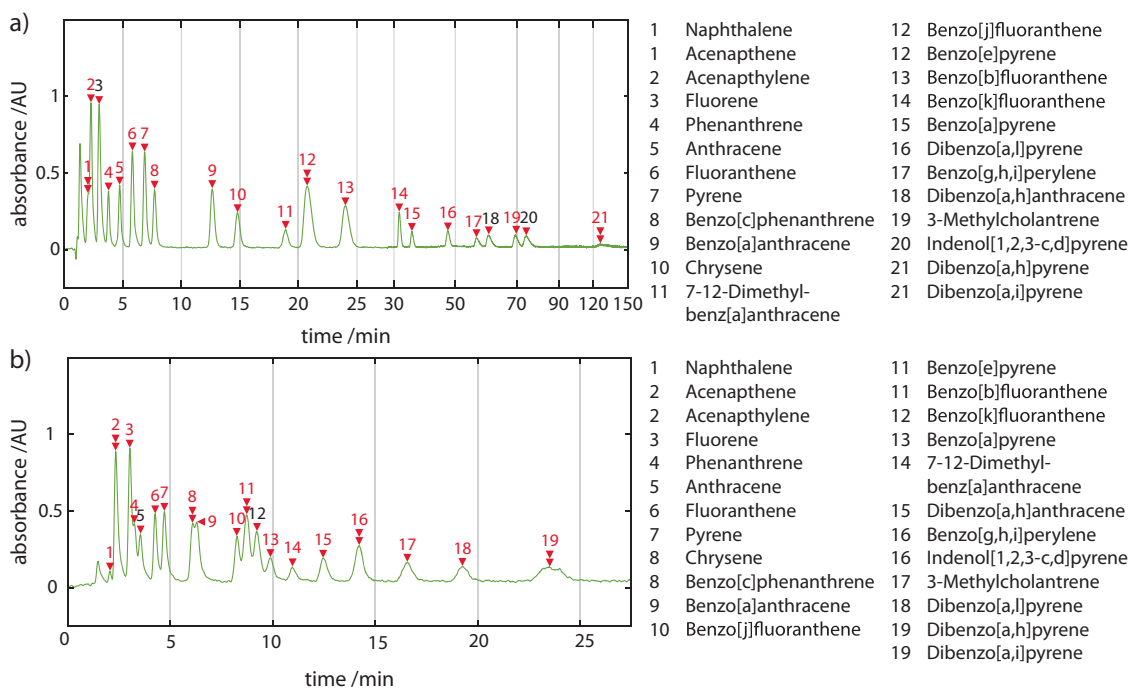 a)
absorbance /AU
1
0.5
0
1
2
3
4
5
6
7
8
9
10
11
12
13
14
15
16
17
18
19
20
21
0 5 10 15 20 25 30 50 70 90 120 150
time /min
1 Naphthalene
1 Acenapthene
2 Acenapthylene
3 Fluorene
4 Phenanthrene
5 Anthracene
6 Fluoranthene
7 Pyrene
8 Benzo[c]phenanthrene
9 Benzo[a]anthracene
10 Chrysene
11 7-12-Dimethyl-
benz[a]anthracene
12 Benzo[j]fluoranthene
12 Benzo[e]pyrene
13 Benzo[b]fluoranthene
14 Benzo[k]fluoranthene
15 Benzo[a]pyrene
16 Dibenzo[a,l]pyrene
17 Benzo[g,h,i]perylene
18 Dibenzo[a,h]anthracene
19 3-Methylcholantrene
20 Indenol[1,2,3-c,d]pyrene
21 Dibenzo[a,h]pyrene
21 Dibenzo[a,i]pyrene
b)
absorbance /AU
1
0.5
0
1
2
3
4
5
6
7
8
9
10
11
12
13
14
15
16
17
18
19
0 5 10 15 20 25
time /min
1 Naphthalene
2 Acenapthene
2 Acenapthylene
3 Fluorene
4 Phenanthrene
5 Anthracene
6 Fluoranthene
7 Pyrene
8 Chrysene
8 Benzo[c]phenanthrene
9 Benzo[a]anthracene
10 Benzo[j]fluoranthene
11 Benzo[e]pyrene
11 Benzo[b]fluoranthene
12 Benzo[k]fluoranthene
13 Benzo[a]pyrene
14 7-12-Dimethyl-
benz[a]anthracene
15 Dibenzo[a,h]anthracene
16 Benzo[g,h,i]perylene
16 Indenol[1,2,3-c,d]pyrene
17 3-Methylcholantrene
18 Dibenzo[a,l]pyrene
19 Dibenzo[a,h]pyrene
19 Dibenzo[a,i]pyrene